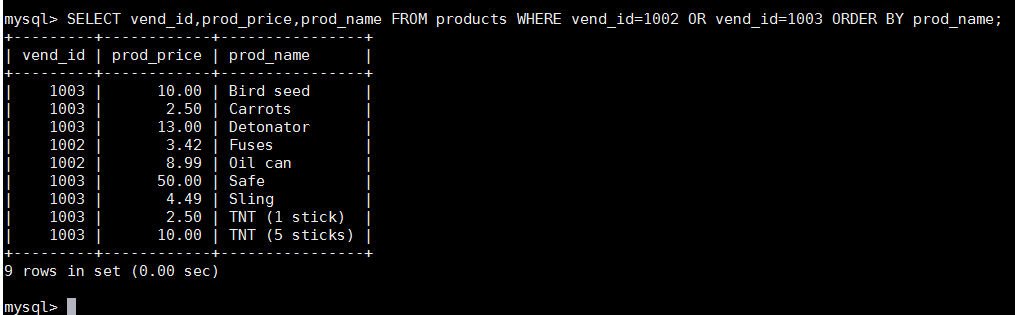 mysql> SELECT vend_id,prod_price,prod_name FROM products WHERE vend_id=1002 OR vend_id=1003 ORDER BY prod_name;
+---------+------------+----------------+
| vend_id | prod_price | prod_name      |
+---------+------------+----------------+
|    1003 |      10.00 | Bird seed      |
|    1003 |       2.50 | Carrots        |
|    1003 |      13.00 | Detonator      |
|    1002 |       3.42 | Fuses          |
|    1002 |       8.99 | Oil can        |
|    1003 |      50.00 | Safe           |
|    1003 |       4.49 | Sling          |
|    1003 |       2.50 | TNT (1 stick)  |
|    1003 |      10.00 | TNT (5 sticks) |
+---------+------------+----------------+
9 rows in set (0.00 sec)
mysql>